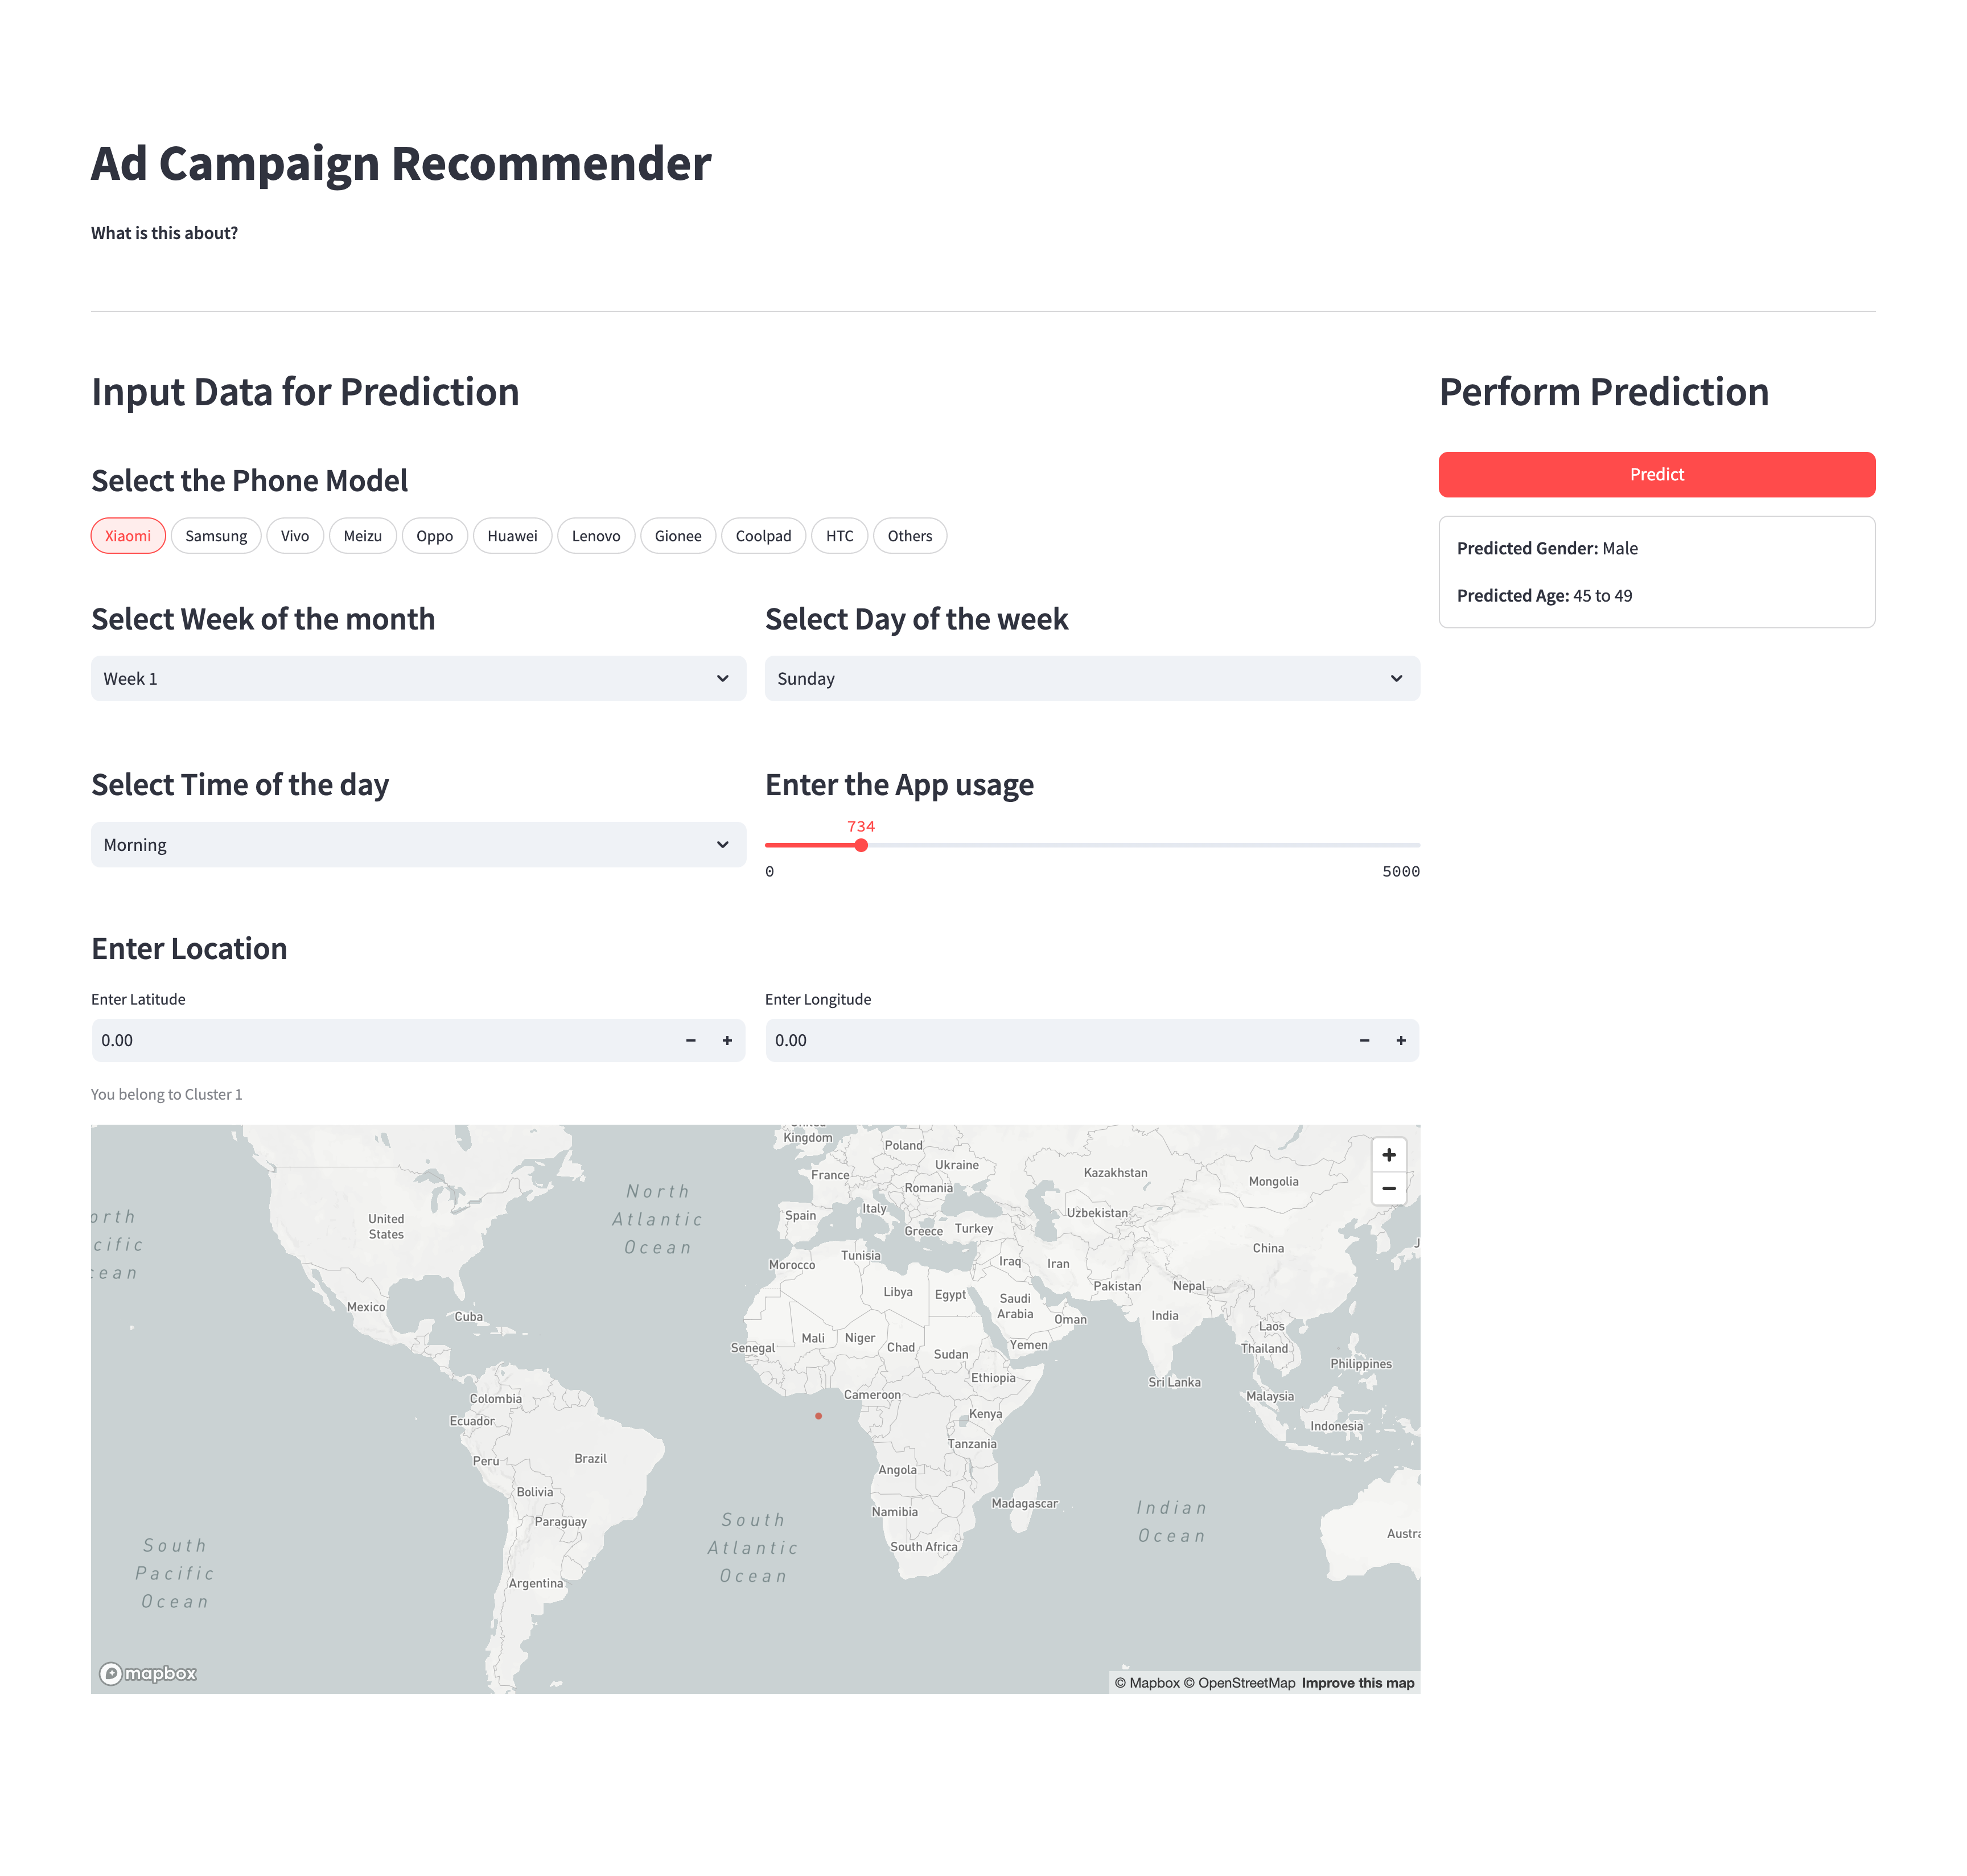 Ad Campaign Recommender
What is this about?
Input Data for Prediction
Perform Prediction
Select the Phone Model
Predict
Xiaomi Samsung Vivo Meizu Oppo Huawei Lenovo Gionee Coolpad HTC Others
Predicted Gender: Male
Predicted Age: 45 to 49
Select Week of the month
Select Day of the week
Week 1
Sunday
Select Time of the day
Enter the App usage
Morning
734
0
5000
Enter Location
Enter Latitude
Enter Longitude
0.00
0.00
You belong to Cluster 1
Kingdom
Poland
Ukraine
France
Romania
Kazakhstan
Mongolia
North
Atlantic
Ocean
United
States
Spain
Italy
Greece
Turkey
Uzbekistan
China
Morocco
Tunisia
Iraq
Iran
Pakistan
Nepal
Mexico
Cuba
Libya
Egypt
Saudi
Arabia
Oman
India
Laos
Thailand
Senegal
Mali
Niger
Chad
Sudan
Yemen
Ethiopia
Sri Lanka
Philippines
Malaysia
Colombia
Ecuador
Cameroon
Kenya
Indonesia
Peru
Brazil
Tanzania
Bolivia
Angola
Madagascar
Paraguay
Namibia
Indian
Ocean
South
Atlantic
Ocean
South Africa
South
Pacific
Ocean
Argentina
Austra
mapbox
© Mapbox © OpenStreetMap Improve this map